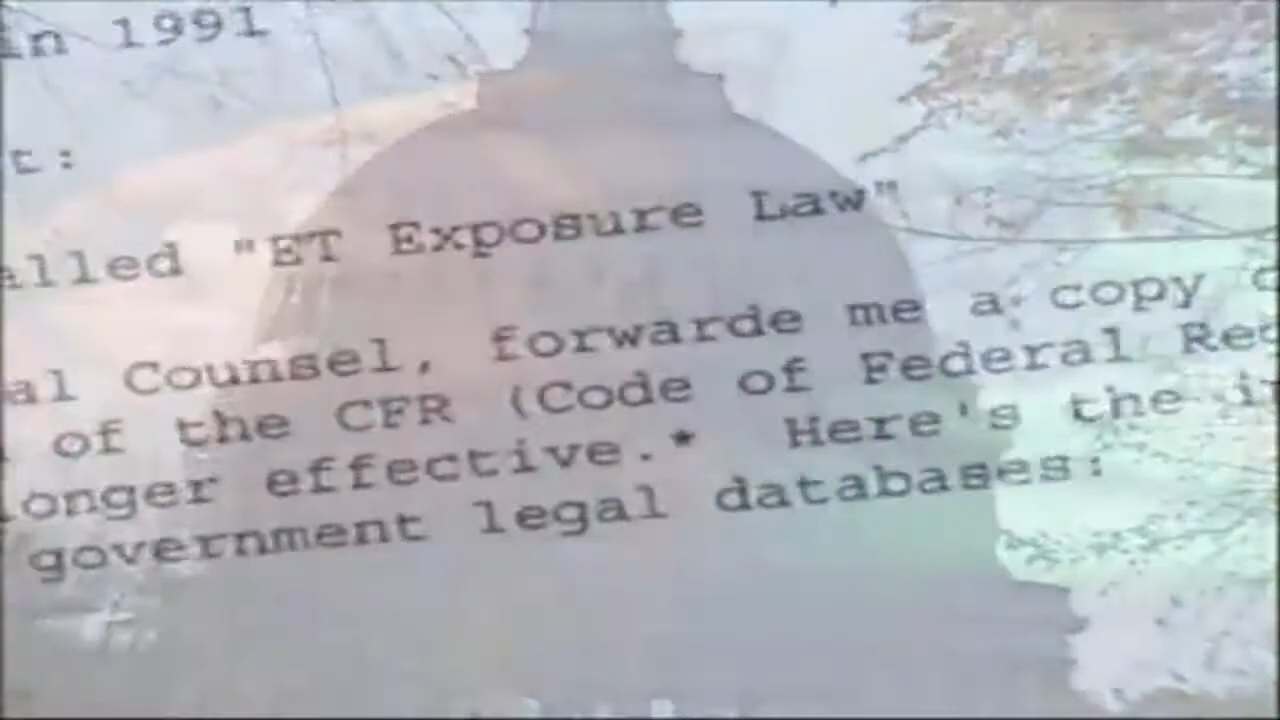 in 1991
t:
alled "ET Exposure Law"
al Counsel, forwarde me a copy
of the CFR (Code of Federal Reg
onger effective.* Here's the
government legal databases: